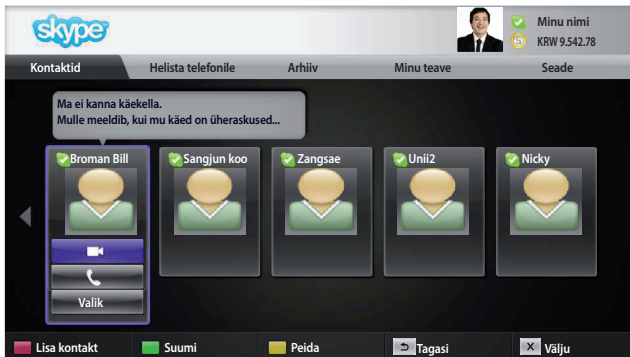 skype
Minu nimi
KRW 9.542.78
Kontaktid Helista telefonile Arhiiv Minu teave Seade
Ma ei kanna käekella.
Mulle meeldib, kui mu käed on üheraskused...
Broman Bill Sangjun koo Zangsae Unii2 Nicky
Valik
Lisa kontakt Suumi Peida Tagasi X Välju